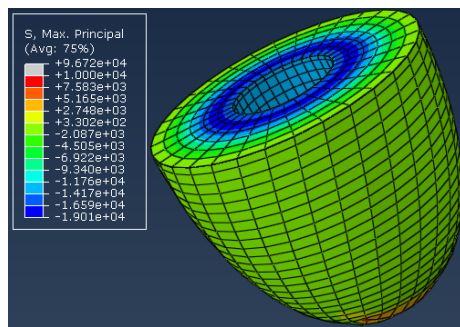 S, Max. Principal
(Avg: 75%)
+9.672e+04
+1.000e+04
+7.583e+03
+5.165e+03
+2.748e+03
+3.302e+02
-2.087e+03
-4.505e+03
-6.922e+03
-9.340e+03
-1.176e+04
-1.417e+04
-1.659e+04
-1.901e+04